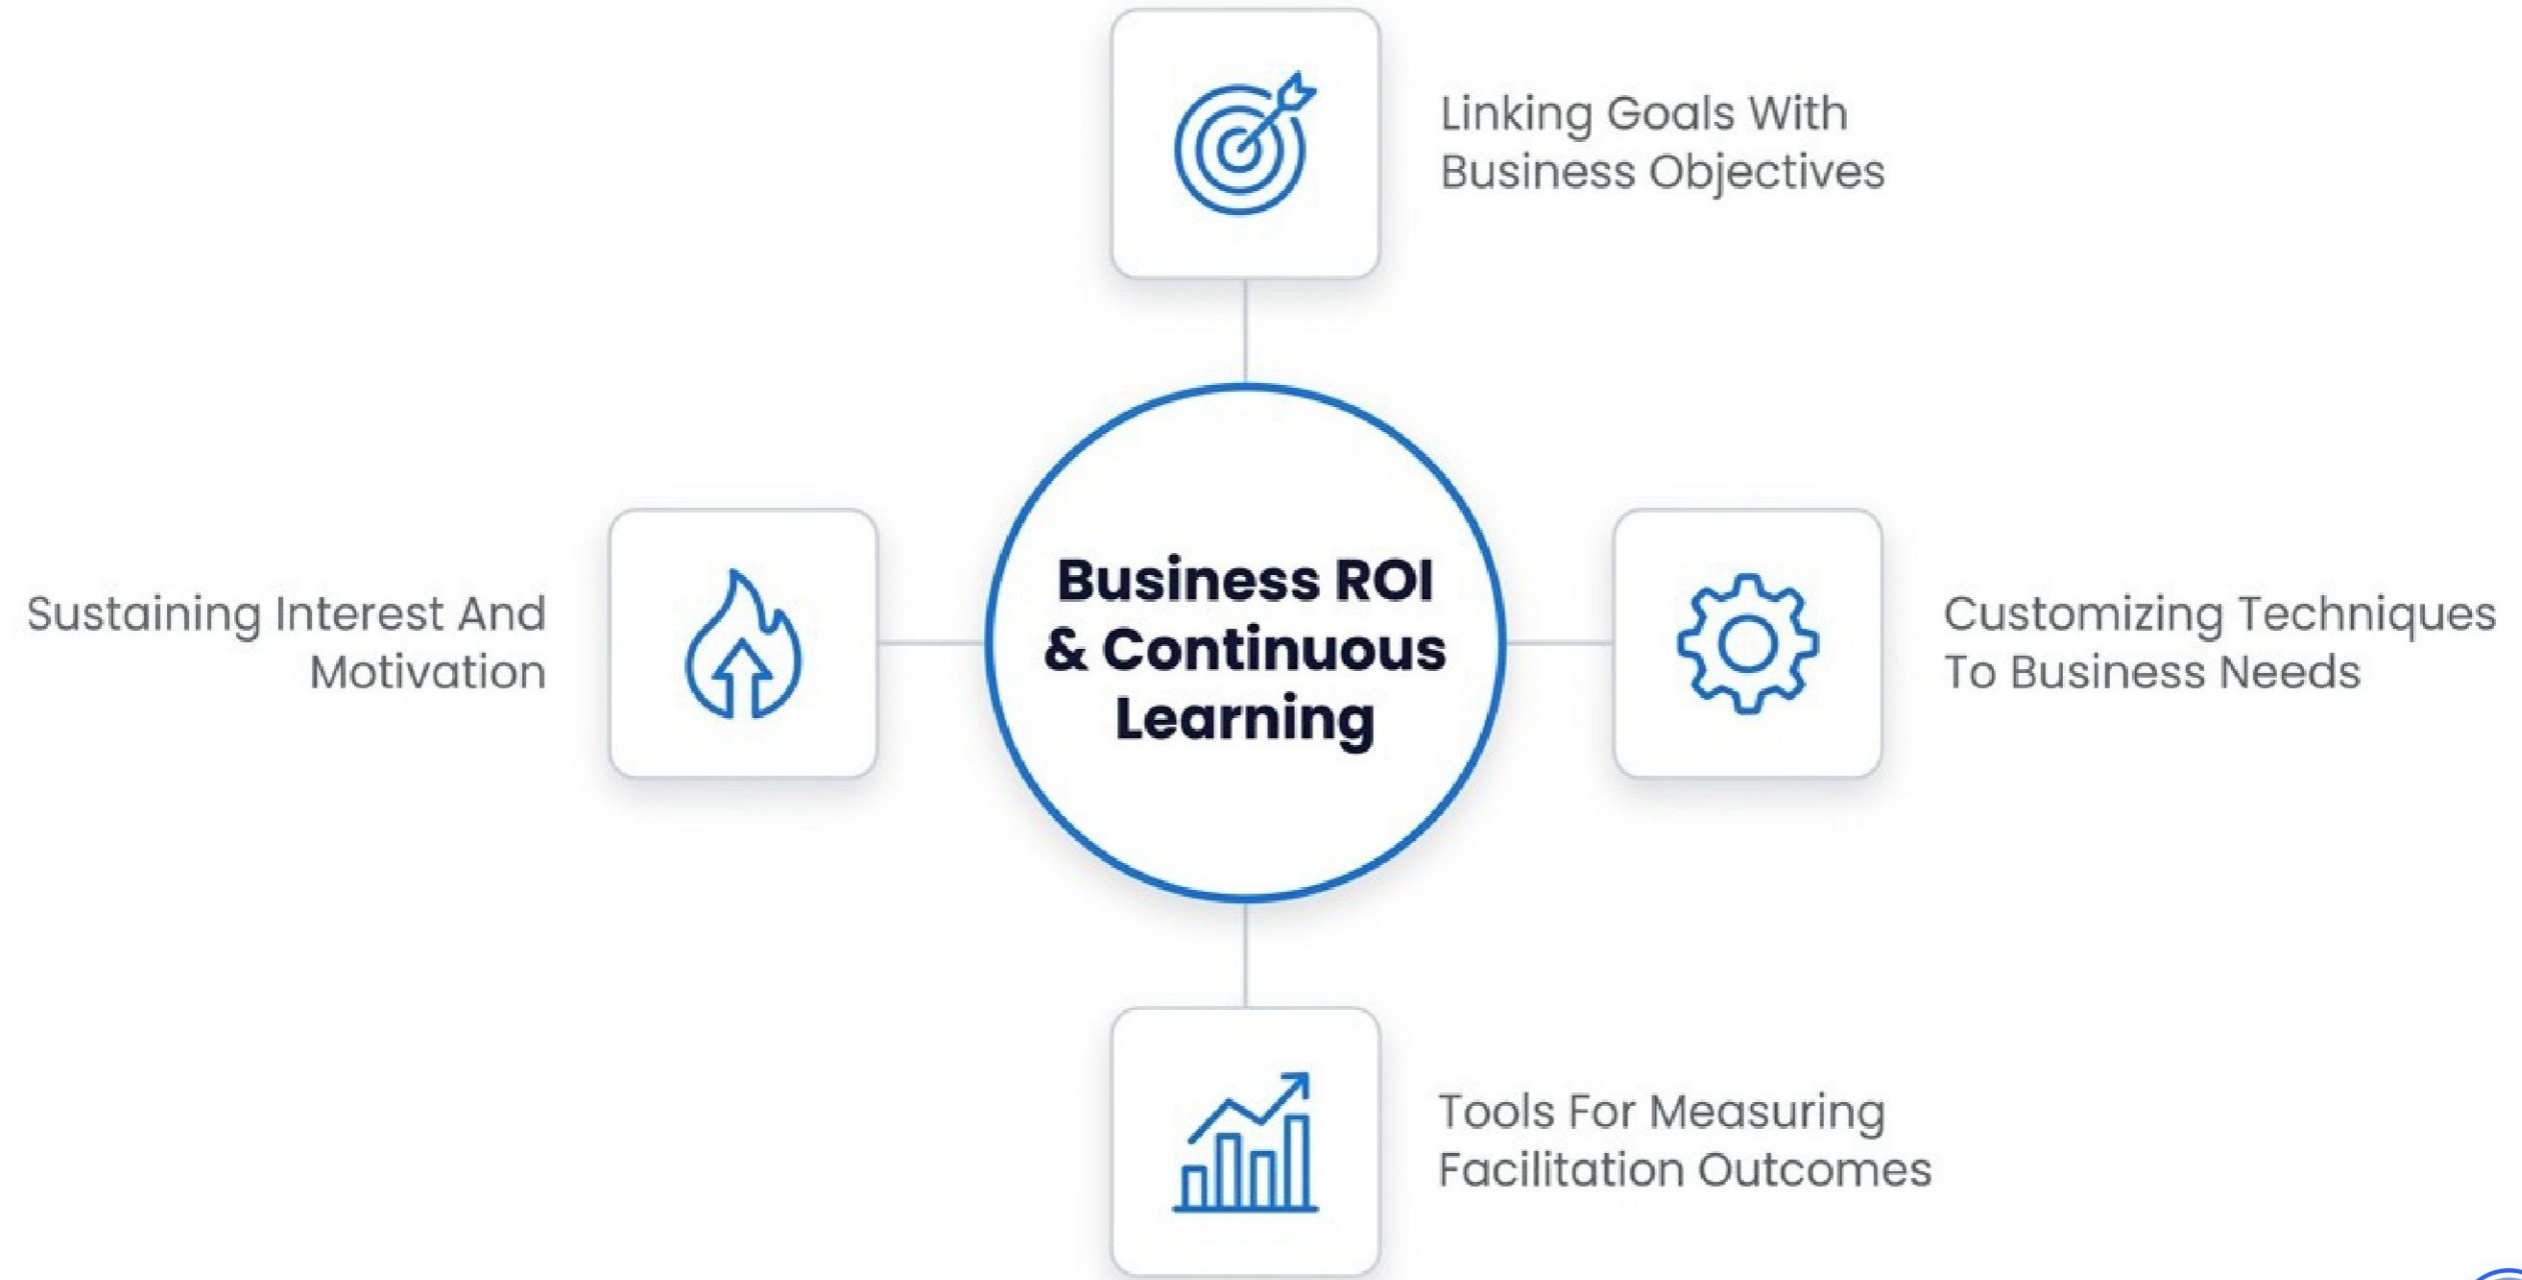 Linking Goals With
Business Objectives
Sustaining Interest And
Motivation
Business ROI
& Continuous
Learning
Customizing Techniques
To Business Needs
Tools For Measuring
Facilitation Outcomes